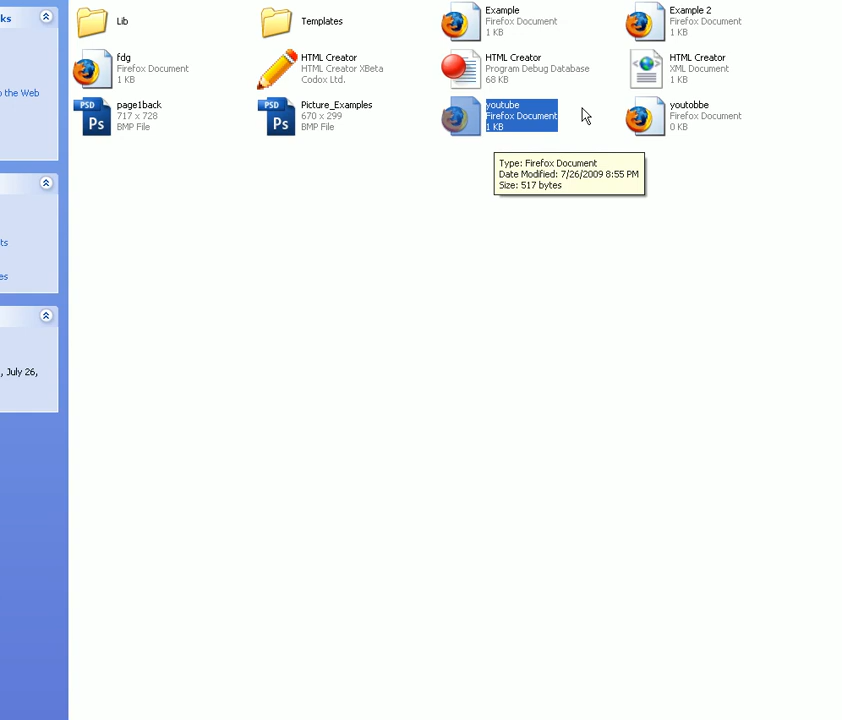 ks
o the Web
ts
es
, July 26,
Lib
Templates
Example
Firefox Document
1 KB
Example 2
Firefox Document
1 KB
fdg
Firefox Document
1 KB
HTML Creator
HTML Creator XBeta
Codox Ltd.
HTML Creator
Program Debug Database
68 KB
HTML Creator
XML Document
1 KB
PSD
Ps
page1back
717 x 728
BMP File
PSD
Ps
Picture_Examples
670 x 299
BMP File
youtube
Firefox Document
1 KB
youtobbe
Firefox Document
0 KB
Type: Firefox Document
Date Modified: 7/26/2009 8:55 PM
Size: 517 bytes